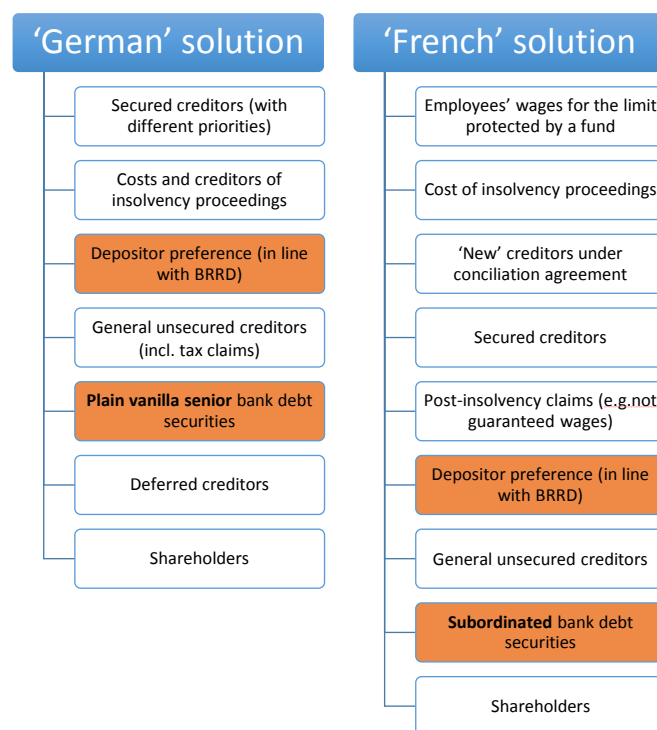 ‘German’ solution
Secured creditors (with
different priorities)
Costs and creditors of
insolvency proceedings
Depositor preference (in line
with BRRD)
General unsecured creditors
(incl. tax claims)
Plain vanilla senior bank debt
securities
Deferred creditors
Shareholders
‘French’ solution
Employees’ wages for the limit
protected by a fund
Cost of insolvency proceedings
‘New’ creditors under
conciliation agreement
Secured creditors
Post-insolvency claims (e.g.not
guaranteed wages)
Depositor preference (in line
with BRRD)
General unsecured creditors
Subordinated bank debt
securities
Shareholders